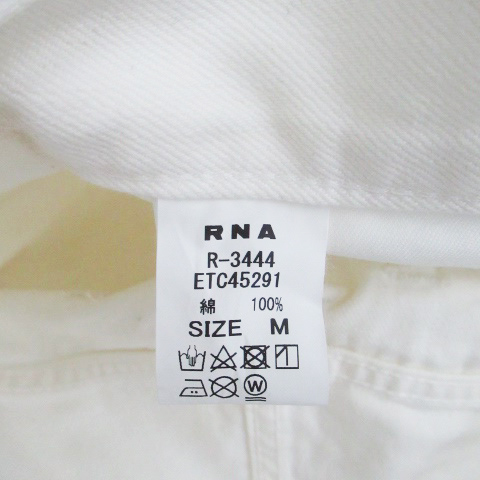 RNA
R-3444
ETC45291
綿 100%
SIZE M
W